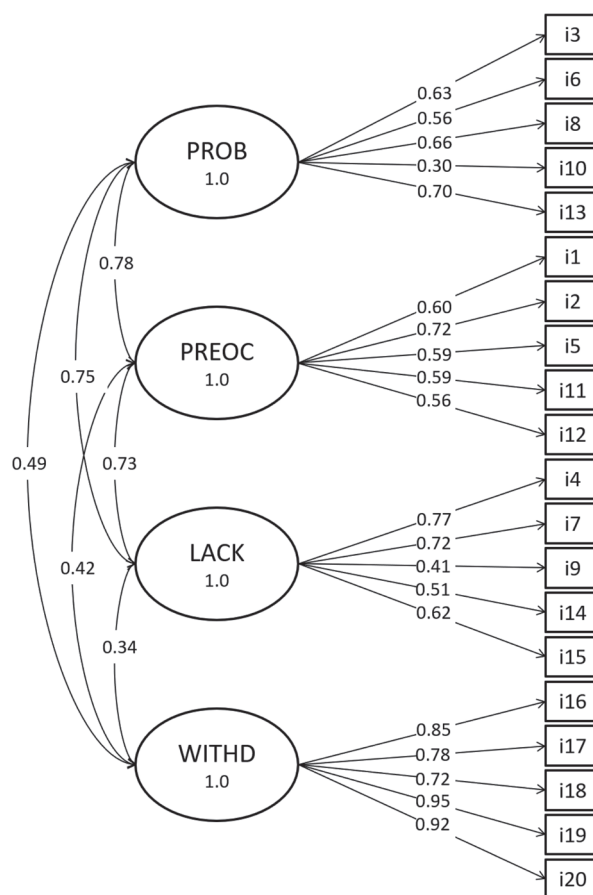 i3
i6
0.63
0.56
i8
PROB
0.66
1.0
0.30
i10
0.70
i13
i1
0.78
0.60
i2
0.72
PREOC
0.59
i5
1.0
0.75
0.59
i11
0.56
i12
0.49
0.73
i4
0.77
i7
0.72
LACK
0.41
i9
0.42
1.0
0.51
i14
0.62
0.34
i15
i16
0.85
i17
WITHD
0.78
1.0
0.72
i18
0.95
0.92
i19
i20